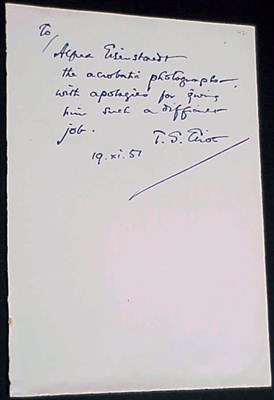 To
Alfred Eisenstaedt
the acrobatic photographer,
with apologies for giving
him such a difficult
job.
T. S. Eliot
19.xi.51